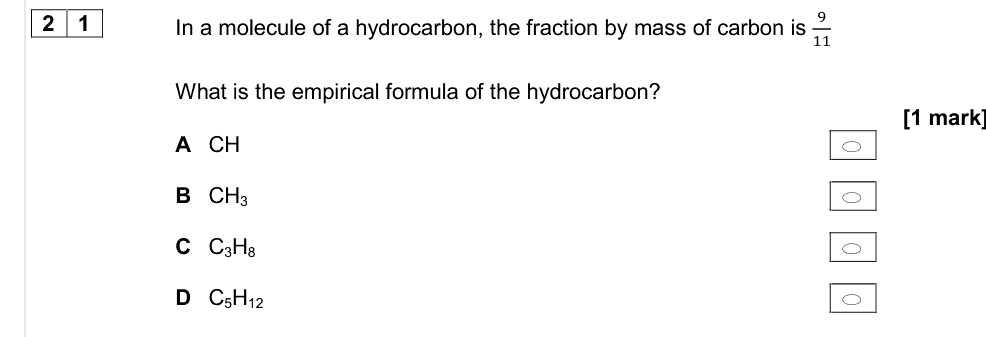 2 1 In a molecule of a hydrocarbon, the fraction by mass of carbon is 9/11
What is the empirical formula of the hydrocarbon?
[1 mark]
A CH
B CH₃
C C₃H₈
D C₅H₁₂